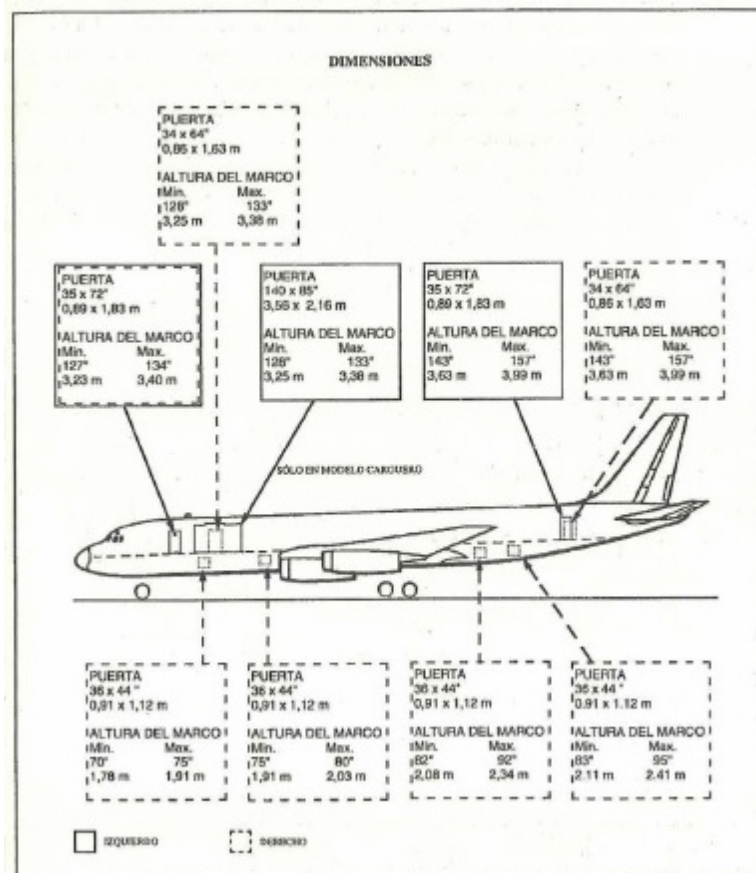 DIMENSIONES
PUERTA
34 x 64"
0,86 x 1,63 m
ALTURA DEL MARCO
Min. Max.
128" 133"
3,25 m 3,38 m
PUERTA
35 x 72"
0,89 x 1,83 m
ALTURA DEL MARCO
Min. Max.
127" 134"
3,23 m 3,40 m
PUERTA
140 x 85"
3,56 x 2,16 m
ALTURA DEL MARCO
Min. Max.
128" 133"
3,25 m 3,38 m
PUERTA
35 x 72"
0,89 x 1,83 m
ALTURA DEL MARCO
Min. Max.
143" 157"
3,63 m 3,99 m
PUERTA
34 x 64"
0,86 x 1,63 m
ALTURA DEL MARCO
Min. Max.
143" 157"
3,63 m 3,99 m
SÓLO EN MODELO CARGUERO
PUERTA
36 x 44 "
0,91 x 1,12 m
ALTURA DEL MARCO
Min. Max.
70" 75"
1,78 m 1,91 m
PUERTA
36 x 44"
0,91 x 1,12 m
ALTURA DEL MARCO
Min. Max.
75" 80"
1,91 m 2,03 m
PUERTA
36 x 44"
0,91 x 1,12 m
ALTURA DEL MARCO
Min. Max.
82" 92"
2,08 m 2,34 m
PUERTA
36 x 44 "
0.91 x 1.12 m
ALTURA DEL MARCO
Min. Max.
83" 95"
2.11 m 2.41 m
IZQUIERDO DERECHO